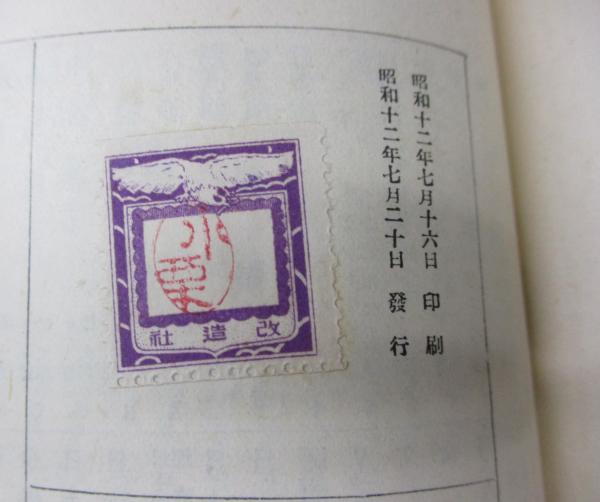 昭和十二年七月十六日 印刷
昭和十二年七月二十日 發行
改造社